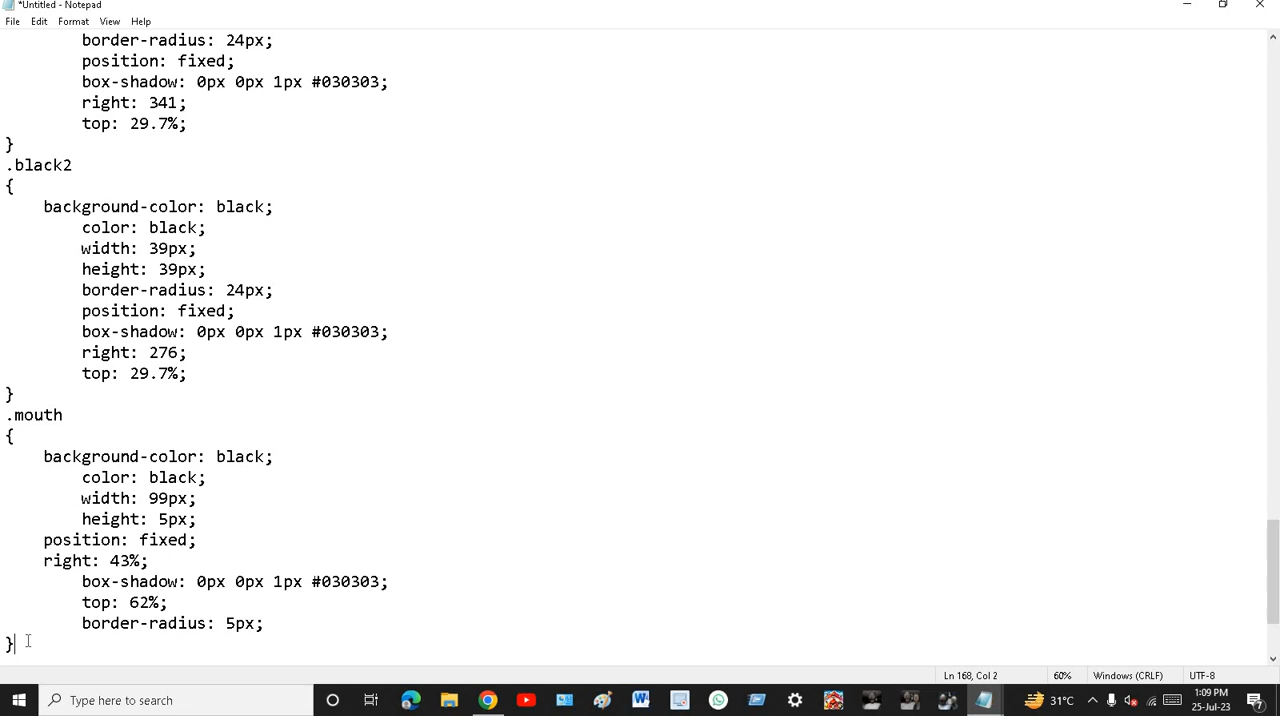 *Untitled - Notepad
File Edit Format View Help
border-radius: 24px;
position: fixed;
box-shadow: 0px 0px 1px #030303;
right: 341;
top: 29.7%;
}
.black2
{
background-color: black;
color: black;
width: 39px;
height: 39px;
border-radius: 24px;
position: fixed;
box-shadow: 0px 0px 1px #030303;
right: 276;
top: 29.7%;
}
.mouth
{
background-color: black;
color: black;
width: 99px;
height: 5px;
position: fixed;
right: 43%;
box-shadow: 0px 0px 1px #030303;
top: 62%;
border-radius: 5px;
}
Ln 168, Col 2 60% Windows (CRLF) UTF-8
Type here to search 31°C 1:09 PM
25-Jul-23 7